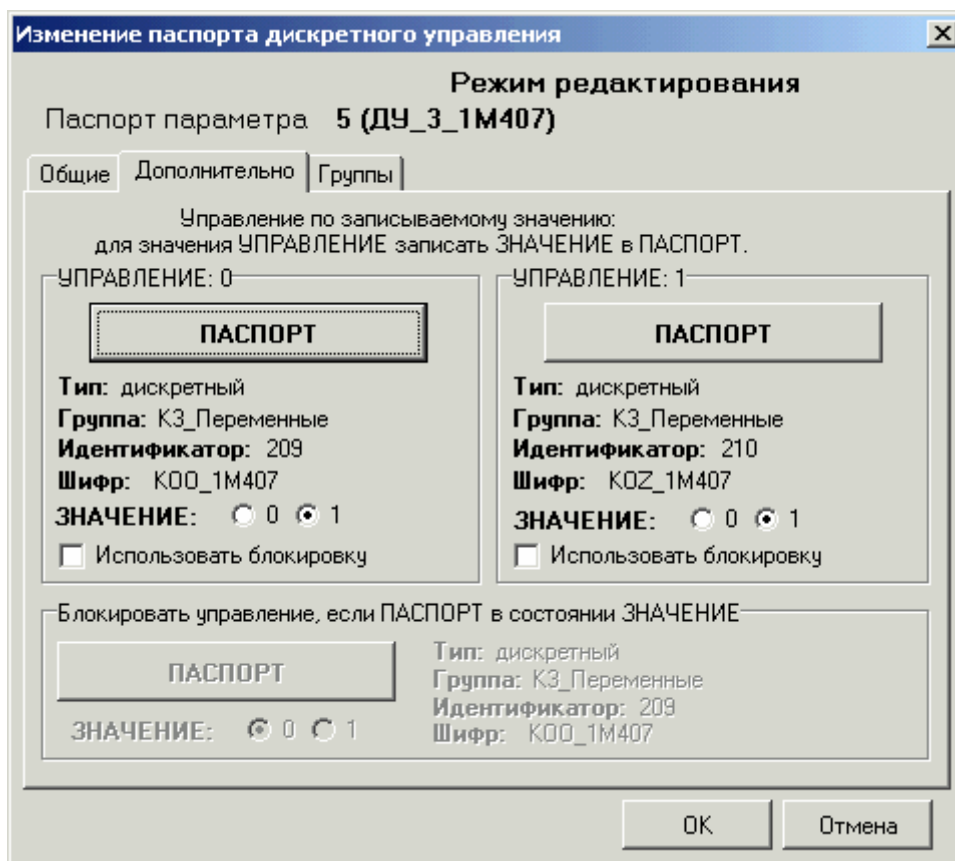 Изменение паспорта дискретного управления
Режим редактирования
Паспорт параметра 5 (ДУ_3_1М407)
Общие Дополнительно Группы
Управление по записываемому значению:
для значения УПРАВЛЕНИЕ записать ЗНАЧЕНИЕ в ПАСПОРТ.
УПРАВЛЕНИЕ: 0
ПАСПОРТ
Тип: дискретный
Группа: КЗ_Переменные
Идентификатор: 209
Шифр: KOO_1M407
ЗНАЧЕНИЕ: 0 1
Использовать блокировку
УПРАВЛЕНИЕ: 1
ПАСПОРТ
Тип: дискретный
Группа: КЗ_Переменные
Идентификатор: 210
Шифр: KOZ_1M407
ЗНАЧЕНИЕ: 0 1
Использовать блокировку
Блокировать управление, если ПАСПОРТ в состоянии ЗНАЧЕНИЕ
ПАСПОРТ
ЗНАЧЕНИЕ: 0 1
Тип: дискретный
Группа: КЗ_Переменные
Идентификатор: 209
Шифр: KOO_1M407
OK Отмена